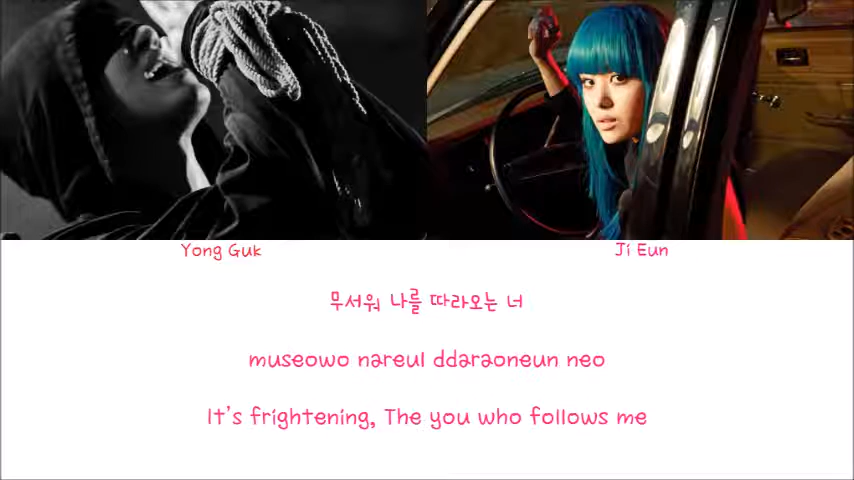 Yong Guk
Ji Eun
무서워 나를 따라오는 너
museowo nareul ddaraoneun neo
It's frightening, The you who follows me